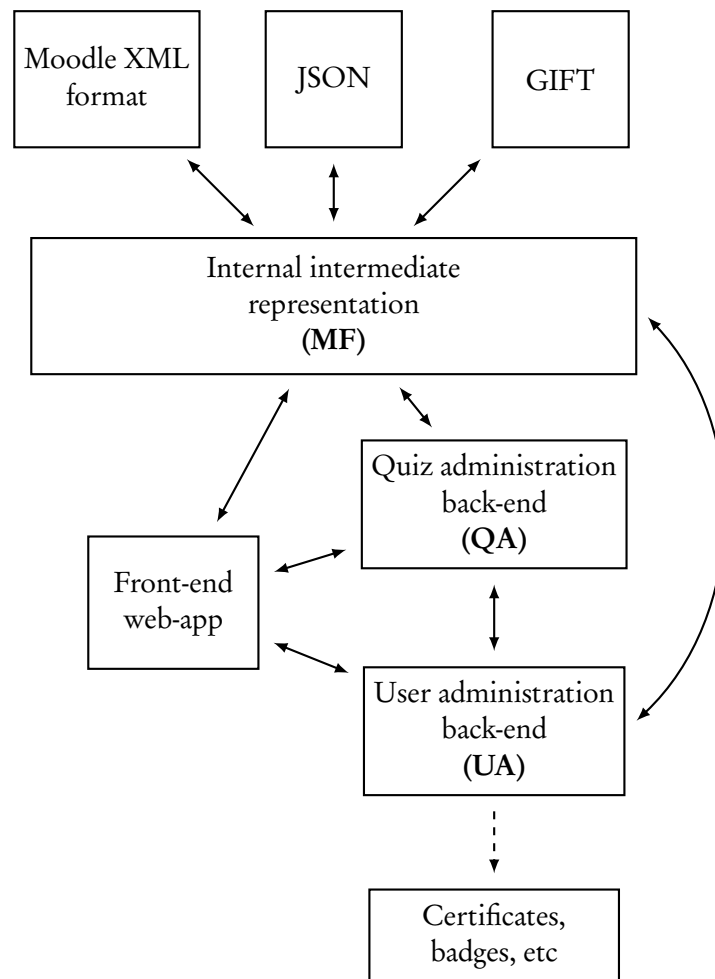 Moodle XML
format
JSON
GIFT
Internal intermediate
representation
(MF)
Quiz administration
back-end
(QA)
Front-end
web-app
User administration
back-end
(UA)
Certificates,
badges, etc